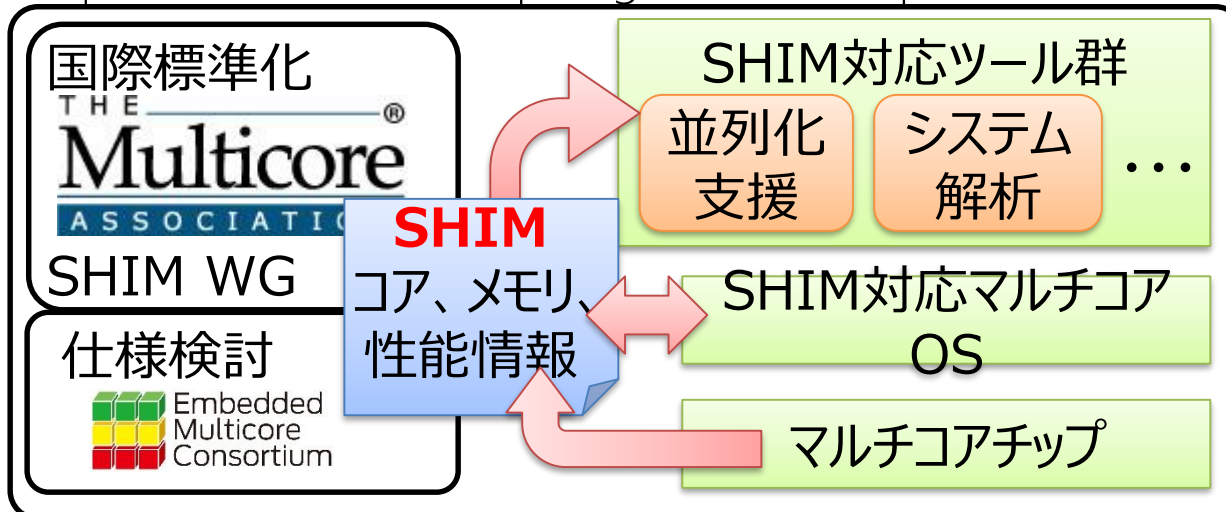 国際標準化
THE
Multicore®
ASSOCIATI
SHIM WG
仕様検討
Embedded
Multicore
Consortium
SHIM
コア、メモリ、
性能情報
SHIM対応ツール群
並列化
支援
システム
解析
・・・
SHIM対応マルチコア
OS
マルチコアチップ